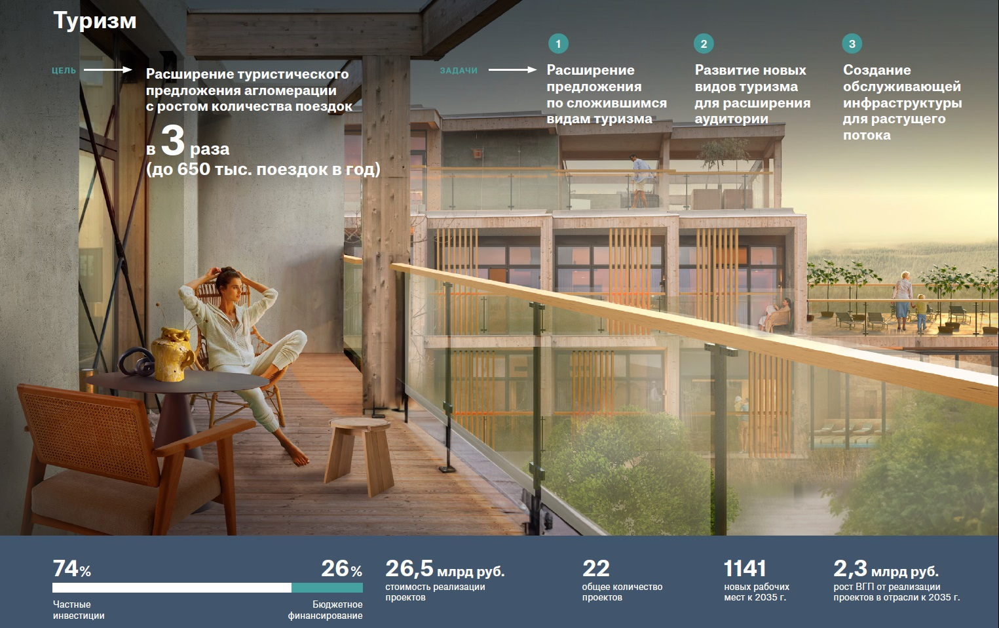 Туризм
ЦЕЛЬ
Расширение туристического
предложения агломерации
с ростом количества поездок
в 3 раза
(до 650 тыс. поездок в год)
ЗАДАЧИ
1
Расширение
предложения
по сложившимся
видам туризма
2
Развитие новых
видов туризма
для расширения
аудитории
3
Создание
обслуживающей
инфраструктуры
для растущего
потока
74%
26%
Частные
инвестиции
Бюджетное
финансирование
26,5 млрд руб.
стоимость реализации
проектов
22
общее количество
проектов
1141
новых рабочих
мест к 2035 г.
2,3 млрд руб.
рост ВГП от реализации
проектов в отрасли к 2035 г.